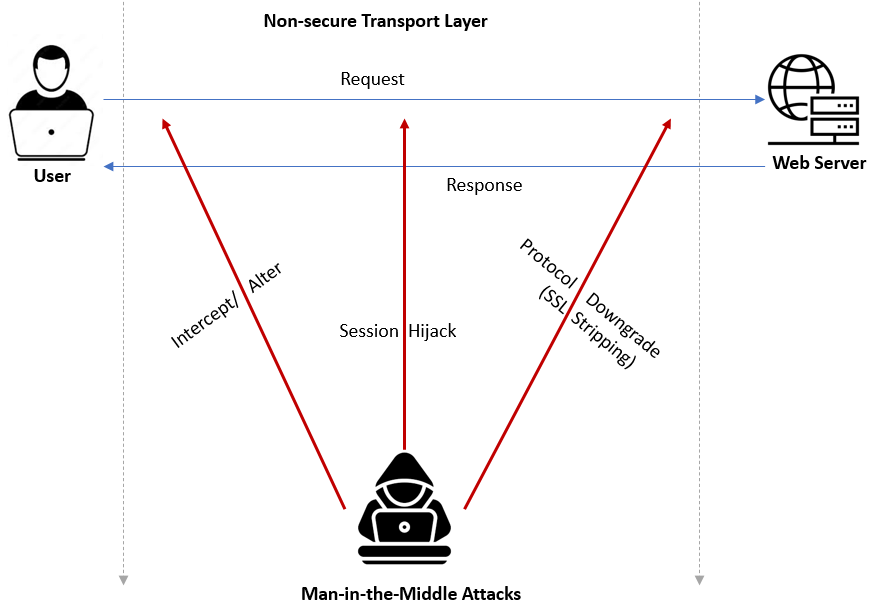 Non-secure Transport Layer
Request
User
Web Server
Response
Intercept/ Alter
Session Hijack
Protocol Downgrade
(SSL Stripping)
Man-in-the-Middle Attacks